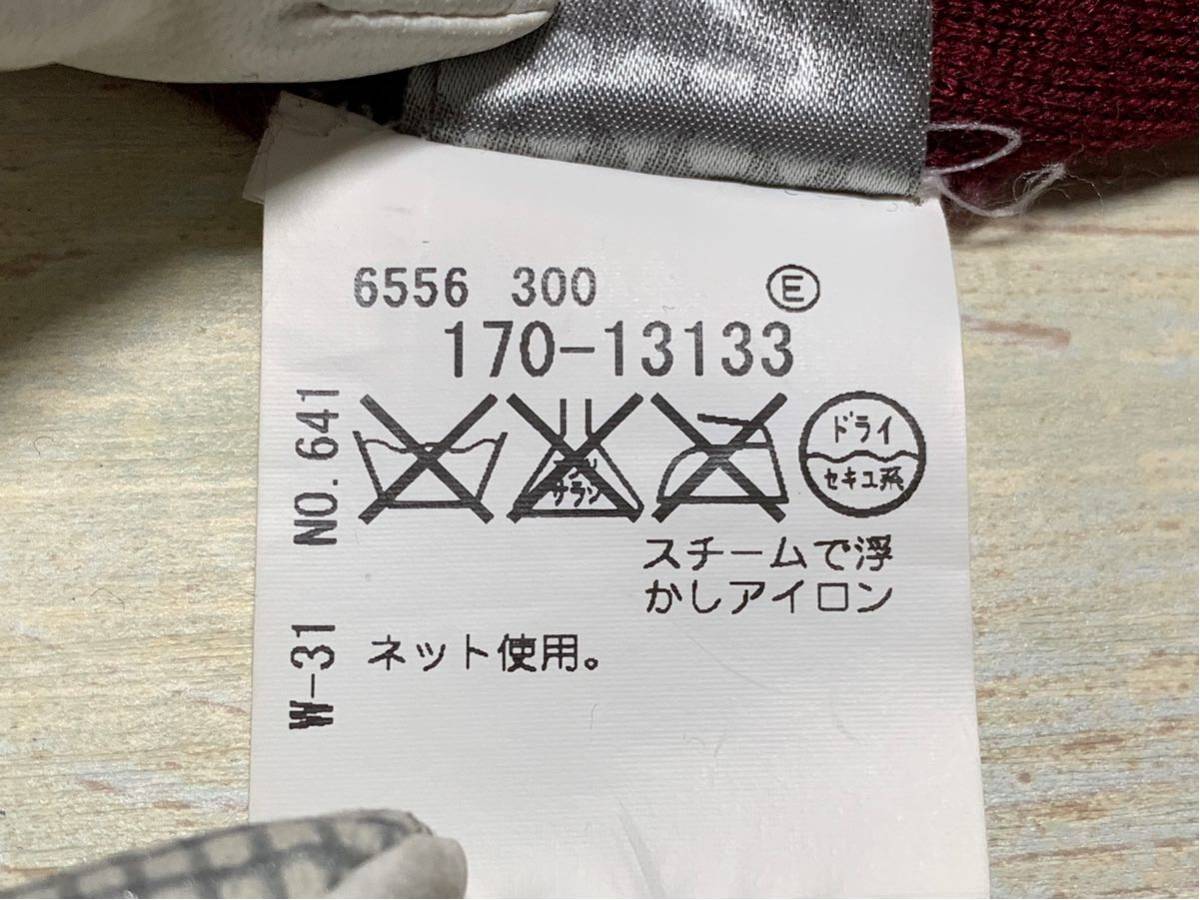 6556 300 Ⓔ
170-13133
NO.641
エンソ
サラシ
ドライ
セキユ系
スチームで浮
かしアイロン
W-31
ネット使用。